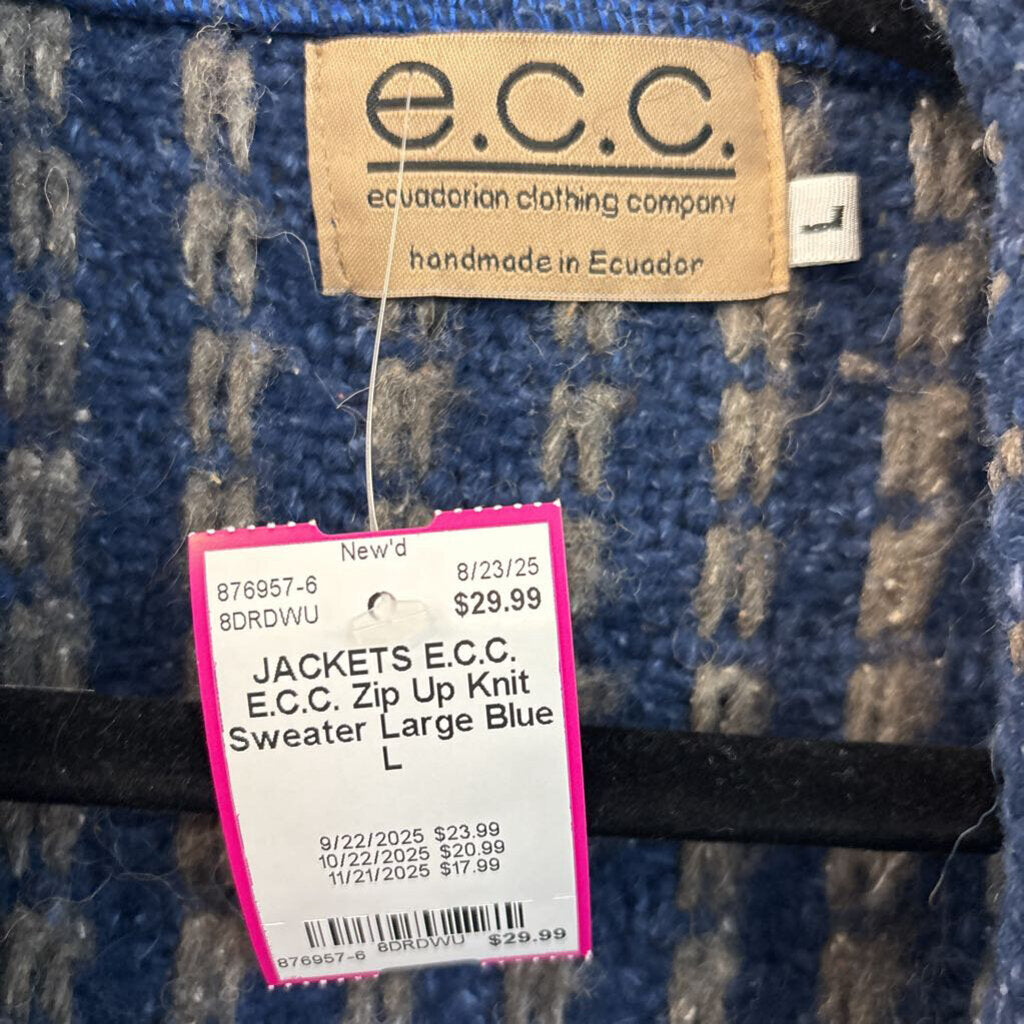 e.c.c.
ecuadorian clothing company
handmade in Ecuador
L
New'd
876957-6 8/23/25
8DRDWU $29.99
JACKETS E.C.C.
E.C.C. Zip Up Knit
Sweater Large Blue
L
9/22/2025 $23.99
10/22/2025 $20.99
11/21/2025 $17.99
876957-6 8DRDWU $29.99